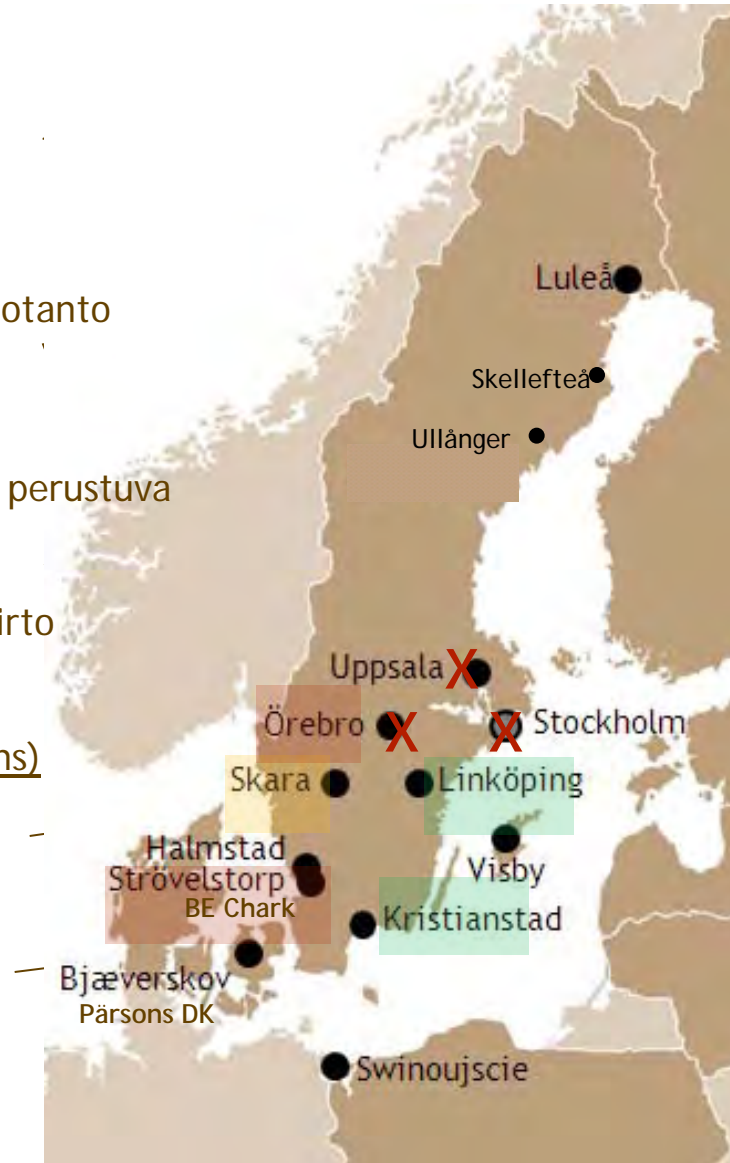 Luleå
otanto
Skellefteå
Ullånger
perustuva
irto
Uppsala X
Örebro X X Stockholm
ns)
Skara Linköping
Halmstad
Strövelstorp Visby
BE Chark Kristianstad
Bjæverskov
Pärsons DK
Swinoujscie